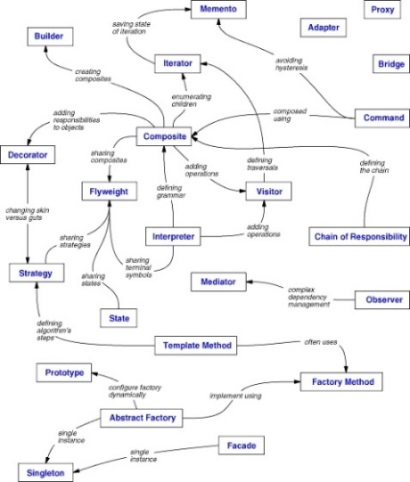 Memento
Proxy
saving state
of iteration
Adapter
Builder
Iterator
avoiding
hysteresis
Bridge
creating
composites
enumerating
children
adding
responsibilities
to objects
composed
using
Command
Composite
Decorator
sharing
composites
adding
operations
defining
traversals
defining
the chain
Flyweight
defining
grammar
Visitor
changing skin
versus guts
Interpreter
adding
operations
Chain of Responsibility
sharing
strategies
Strategy
sharing
terminal
symbols
sharing
states
Mediator
complex
dependency
management
Observer
State
defining
algorithm's
steps
Template Method
often uses
Prototype
configure factory
dynamically
Factory Method
implement using
Abstract Factory
single
instance
Facade
single
instance
Singleton